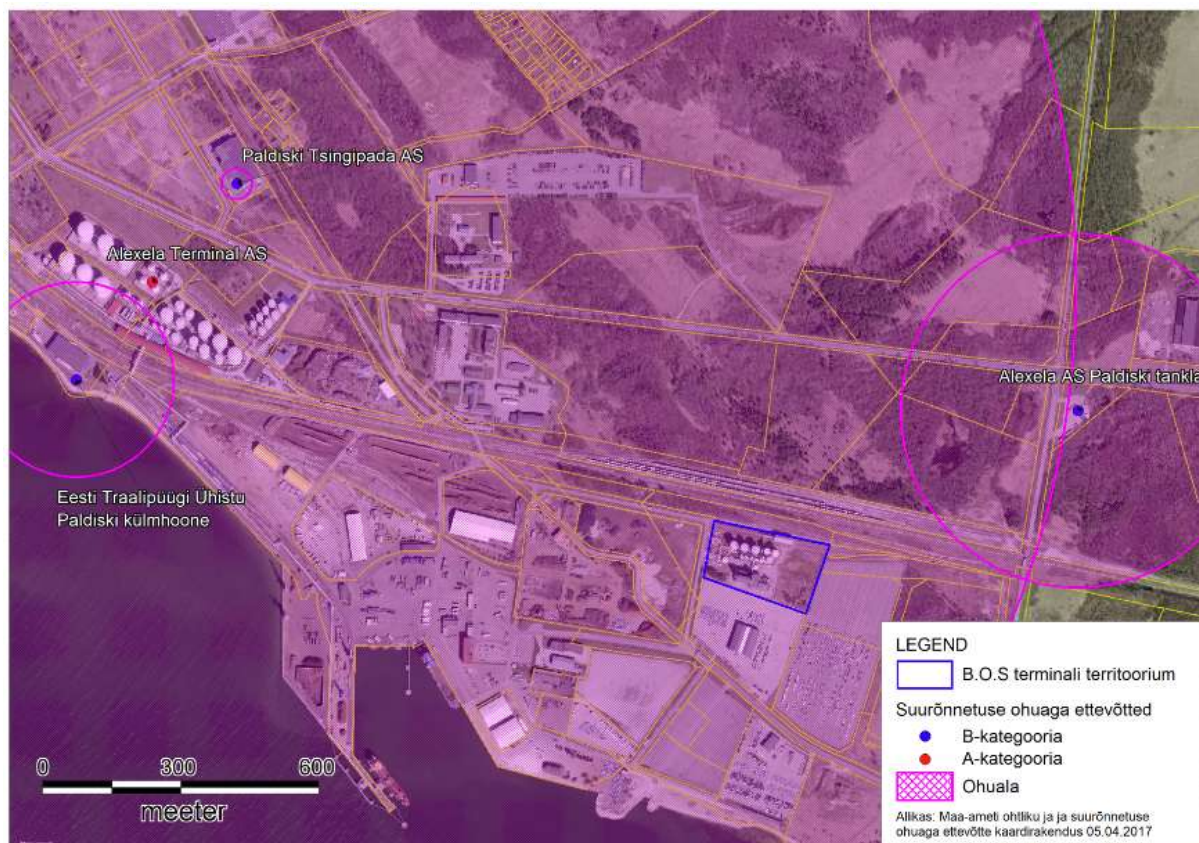 Paldiski Tsingipada AS
Alexela Terminal AS
Alexela AS Paldiski tankla
Eesti Traalipüügi Ühistu
Paldiski külmhoone
0 300 600
meeter
LEGEND
B.O.S terminali territoorium
Suurõnnetuse ohuaga ettevõtted
B-kategooria
A-kategooria
Ohuala
Allikas: Maa-ameti ohtliku ja ja suurõnnetuse
ohuaga ettevõtte kaardirakendus 05.04.2017